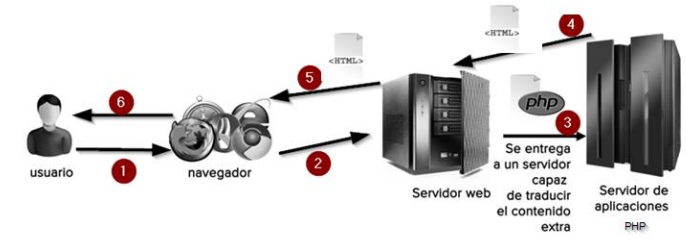 <HTML>
4
<HTML>
5
6
php
3
1
2
usuario
navegador
Servidor web
Se entrega
a un servidor
capaz
de traducir
el contenido
extra
Servidor de
aplicaciones
PHP